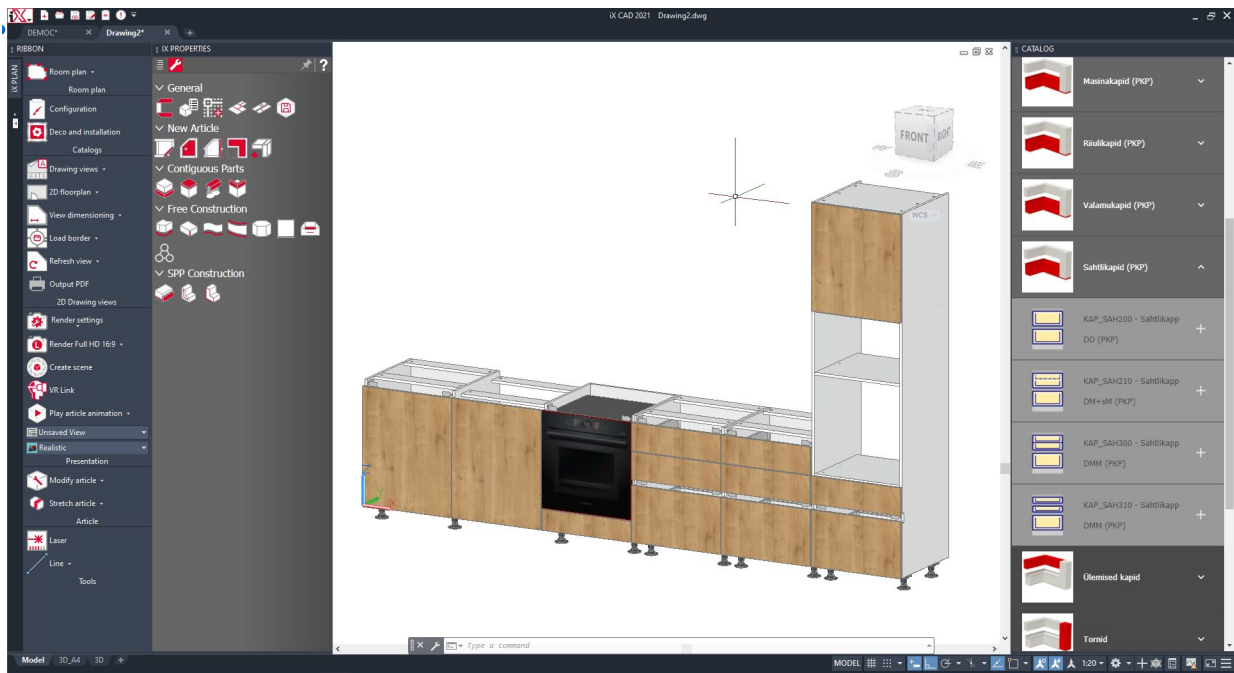 iX CAD 2021 Drawing2.dwg
DEMOC*
Drawing2*
RIBBON
iX PLAN
Room plan
Room plan
Configuration
Deco and installation
Catalogs
Drawing views
2D floorplan
View dimensioning
Load border
Refresh view
Output PDF
2D Drawing views
Render settings
Render Full HD 16:9
Create scene
VR Link
Play article animation
Unsaved View
Realistic
Presentation
Modify article
Stretch article
Article
Laser
Line
Tools
IX PROPERTIES
General
New Article
Contiguous Parts
Free Construction
SPP Construction
FRONT
RIGHT
WCS
Z
X
Type a command
CATALOG
Masinakapid (PKP)
Riiulikapid (PKP)
Valamukapid (PKP)
Sahtlikapid (PKP)
KAP_SAH200 - Sahtlikapp
DD (PKP)
KAP_SAH210 - Sahtlikapp
DM+sM (PKP)
KAP_SAH300 - Sahtlikapp
DMM (PKP)
KAP_SAH310 - Sahtlikapp
DMM (PKP)
Ülemised kapid
Tornid
Model 3D_A4 3D +
MODEL
1:20